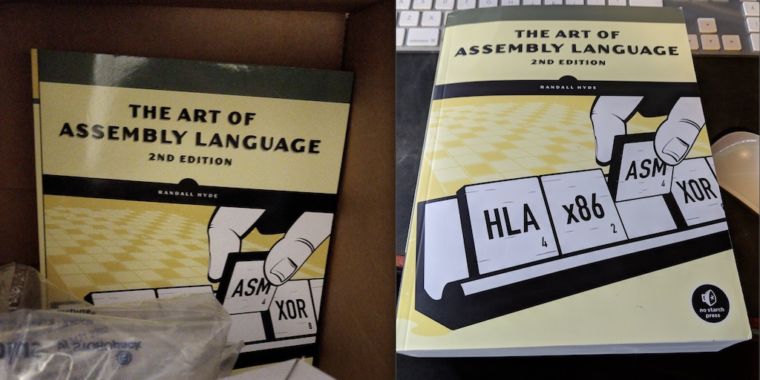 THE ART OF
ASSEMBLY LANGUAGE
2ND EDITION
RANDALL HYDE
ASM
4
XOR
8
THE ART OF
ASSEMBLY LANGUAGE
2ND EDITION
RANDALL HYDE
HLA
4
x86
2
ASM
4
XOR
no starch
press